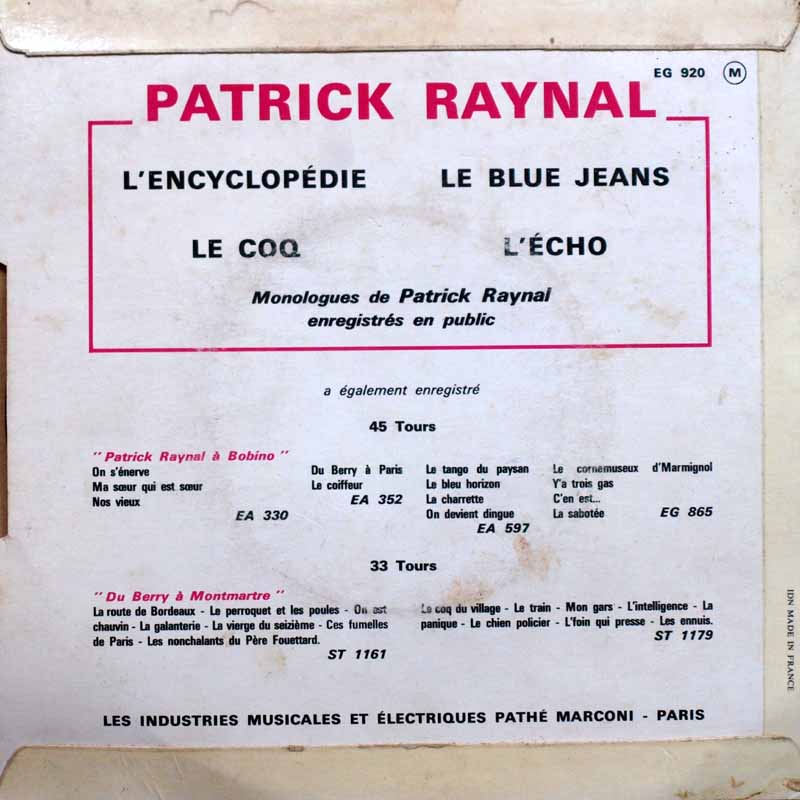 EG 920 M
PATRICK RAYNAL
L'ENCYCLOPÉDIE LE BLUE JEANS
LE COQ L'ÉCHO
Monologues de Patrick Raynal
enregistrés en public
a également enregistré
45 Tours
"Patrick Raynal à Bobino"
On s'énerve
Ma sœur qui est sœur
Nos vieux
EA 330
Du Berry à Paris
Le coiffeur
EA 352
Le tango du paysan
Le bleu horizon
La charrette
On devient dingue
EA 597
Le cornemuseux d'Marmignol
Y'a trois gas
C'en est...
La sabotée EG 865
33 Tours
"Du Berry à Montmartre"
La route de Bordeaux - Le perroquet et les poules - On est
chauvin - La galanterie - La vierge du seizième - Ces fumelles
de Paris - Les nonchalants du Père Fouettard.
ST 1161
Le coq du village - Le train - Mon gars - L'intelligence - La
panique - Le chien policier - L'foin qui presse - Les ennuis.
ST 1179
LES INDUSTRIES MUSICALES ET ÉLECTRIQUES PATHÉ MARCONI - PARIS
IDN MADE IN FRANCE